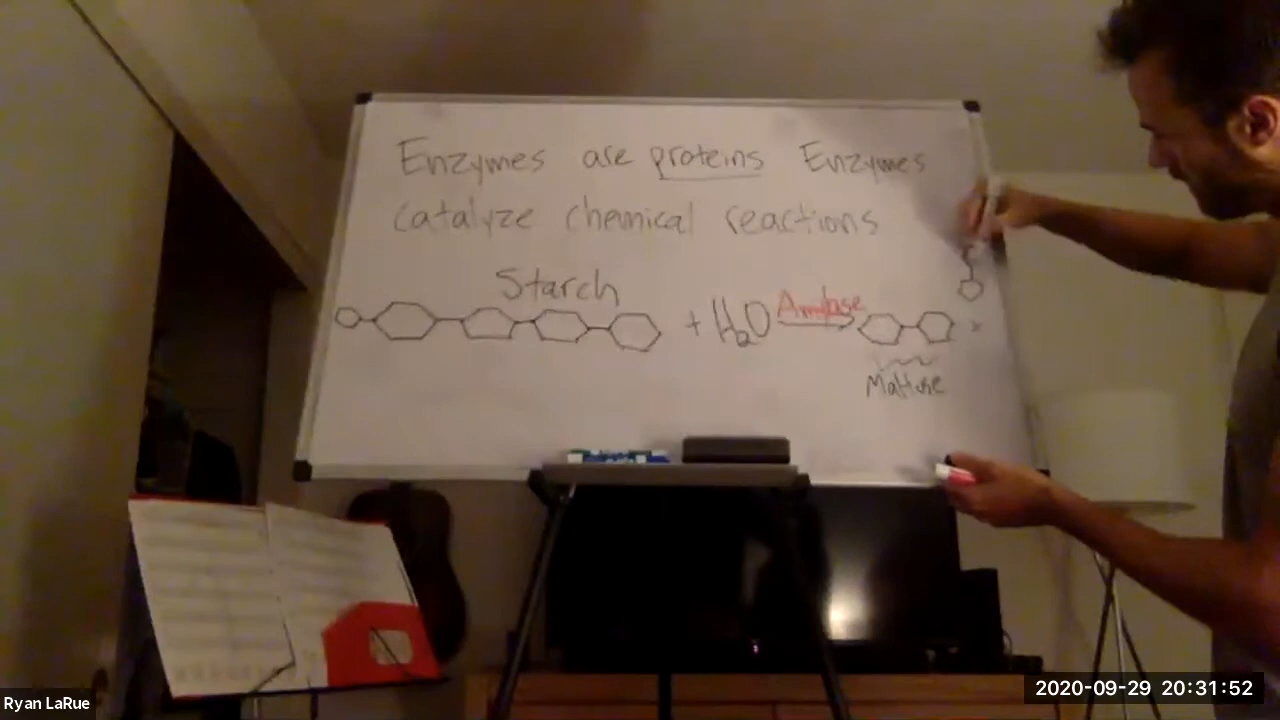 Enzymes are proteins Enzymes
catalyze chemical reactions
Starch
+ H2O
Amylase
Maltose
Ryan LaRue
2020-09-29 20:31:52